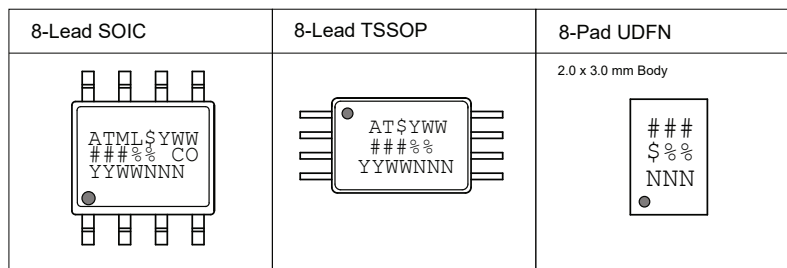 8-Lead SOIC
ATML$YWW
###%% CO
YYWWNNN
8-Lead TSSOP
AT$YWW
###%%
YYWWNNN
8-Pad UDFN
2.0 x 3.0 mm Body
###
$%%
NNN